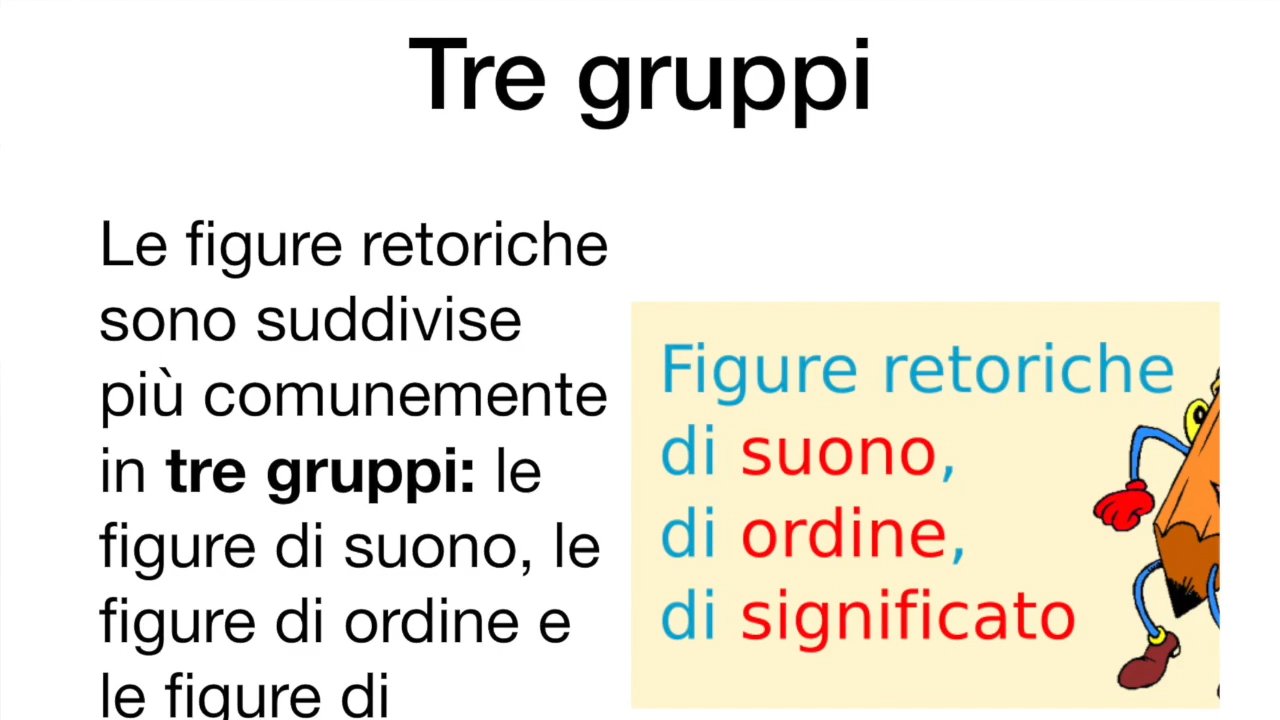 Tre gruppi
Le figure retoriche
sono suddivise
più comunemente
in tre gruppi: le
figure di suono, le
figure di ordine e
le figure di
Figure retoriche
di suono,
di ordine,
di significato